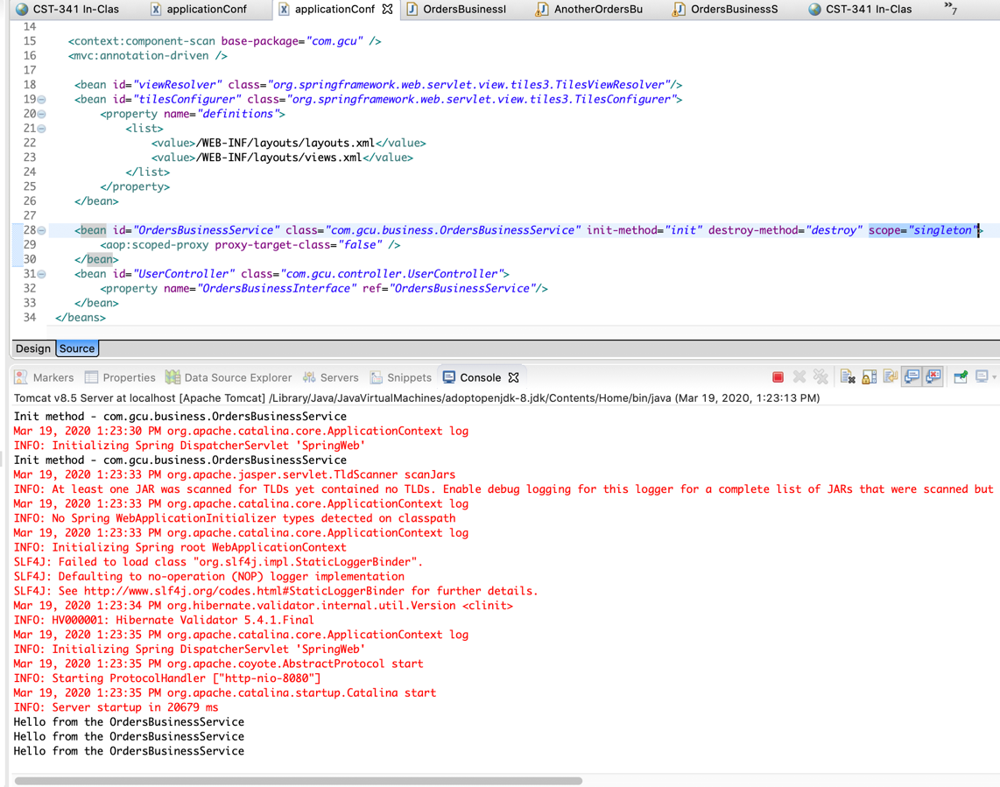 CST-341 In-Clas applicationConf applicationConf OrdersBusinessI AnotherOrdersBu OrdersBusinessS CST-341 In-Clas »7
14
15 <context:component-scan base-package="com.gcu" />
16 <mvc:annotation-driven />
17
18 <bean id="viewResolver" class="org.springframework.web.servlet.view.tiles3.TilesViewResolver"/>
19 <bean id="tilesConfigurer" class="org.springframework.web.servlet.view.tiles3.TilesConfigurer">
20 <property name="definitions">
21 <list>
22 <value>/WEB-INF/layouts/layouts.xml</value>
23 <value>/WEB-INF/layouts/views.xml</value>
24 </list>
25 </property>
26 </bean>
27
28 <bean id="OrdersBusinessService" class="com.gcu.business.OrdersBusinessService" init-method="init" destroy-method="destroy" scope="singleton">
29 <aop:scoped-proxy proxy-target-class="false" />
30 </bean>
31 <bean id="UserController" class="com.gcu.controller.UserController">
32 <property name="OrdersBusinessInterface" ref="OrdersBusinessService"/>
33 </bean>
34 </beans>
Design Source
Markers Properties Data Source Explorer Servers Snippets Console
Tomcat v8.5 Server at localhost [Apache Tomcat] /Library/Java/JavaVirtualMachines/adoptopenjdk-8.jdk/Contents/Home/bin/java (Mar 19, 2020, 1:23:13 PM)
Init method - com.gcu.business.OrdersBusinessService
Mar 19, 2020 1:23:30 PM org.apache.catalina.core.ApplicationContext log
INFO: Initializing Spring DispatcherServlet 'SpringWeb'
Init method - com.gcu.business.OrdersBusinessService
Mar 19, 2020 1:23:33 PM org.apache.jasper.servlet.TldScanner scanJars
INFO: At least one JAR was scanned for TLDs yet contained no TLDs. Enable debug logging for this logger for a complete list of JARs that were scanned but
Mar 19, 2020 1:23:33 PM org.apache.catalina.core.ApplicationContext log
INFO: No Spring WebApplicationInitializer types detected on classpath
Mar 19, 2020 1:23:33 PM org.apache.catalina.core.ApplicationContext log
INFO: Initializing Spring root WebApplicationContext
SLF4J: Failed to load class "org.slf4j.impl.StaticLoggerBinder".
SLF4J: Defaulting to no-operation (NOP) logger implementation
SLF4J: See http://www.slf4j.org/codes.html#StaticLoggerBinder for further details.
Mar 19, 2020 1:23:34 PM org.hibernate.validator.internal.util.Version <clinit>
INFO: HV000001: Hibernate Validator 5.4.1.Final
Mar 19, 2020 1:23:35 PM org.apache.catalina.core.ApplicationContext log
INFO: Initializing Spring DispatcherServlet 'SpringWeb'
Mar 19, 2020 1:23:35 PM org.apache.coyote.AbstractProtocol start
INFO: Starting ProtocolHandler ["http-nio-8080"]
Mar 19, 2020 1:23:35 PM org.apache.catalina.startup.Catalina start
INFO: Server startup in 20679 ms
Hello from the OrdersBusinessService
Hello from the OrdersBusinessService
Hello from the OrdersBusinessService